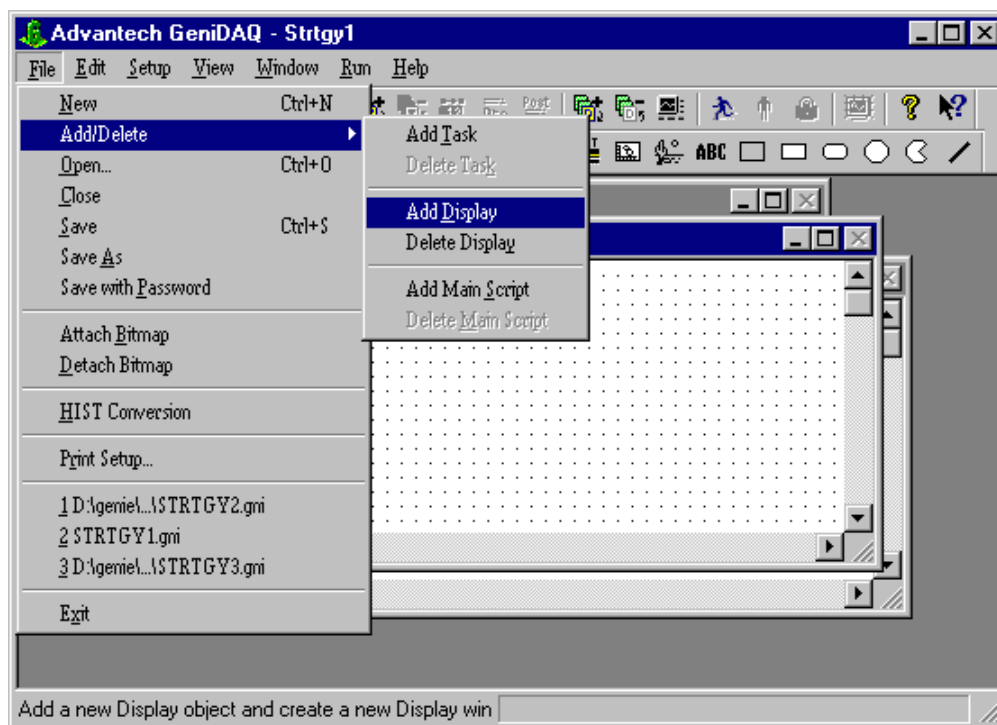 Advantech GeniDAQ - Strtgy1
File Edit Setup View Window Run Help
New Ctrl+N
Add/Delete
Open... Ctrl+O
Close
Save Ctrl+S
Save As
Save with Password
Attach Bitmap
Detach Bitmap
HIST Conversion
Print Setup...
1 D:\genie\...\STRTGY2.gni
2 STRTGY1.gni
3 D:\genie\...\STRTGY3.gni
Exit
Add Task
Delete Task
Add Display
Delete Display
Add Main Script
Delete Main Script
Post
ABC
Add a new Display object and create a new Display win